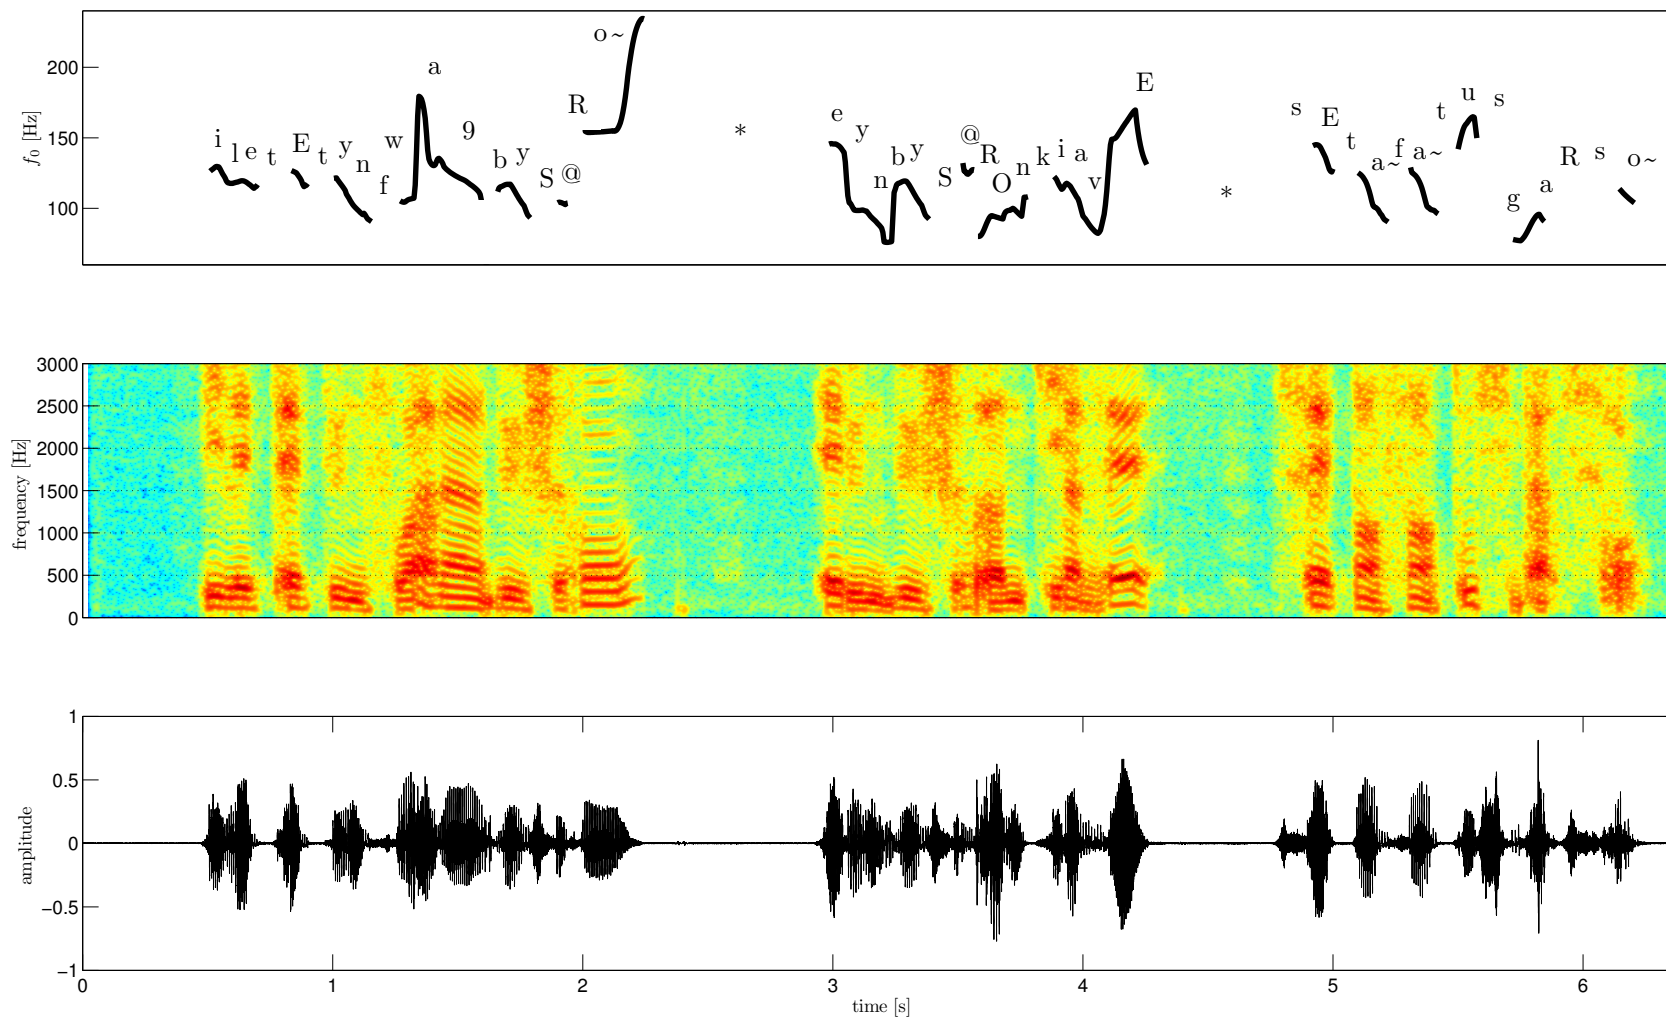 200
150
100
f0 [Hz]
i l e t E t y n f w a 9 b y S @ R o~ * e y n b y S @ R O n k i a v E * s E t a~ f a~ t u s g a R s o~
3000
2500
2000
1500
1000
500
0
frequency [Hz]
1
0.5
0
−0.5
−1
amplitude
0 1 2 3 4 5 6
time [s]